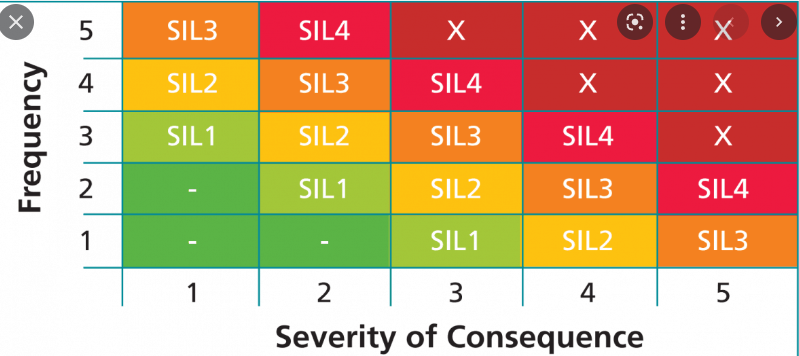 5 SIL3 SIL4 X X X
4 SIL2 SIL3 SIL4 X X
3 SIL1 SIL2 SIL3 SIL4 X
2 - SIL1 SIL2 SIL3 SIL4
1 - - SIL1 SIL2 SIL3
1 2 3 4 5
Frequency
Severity of Consequence